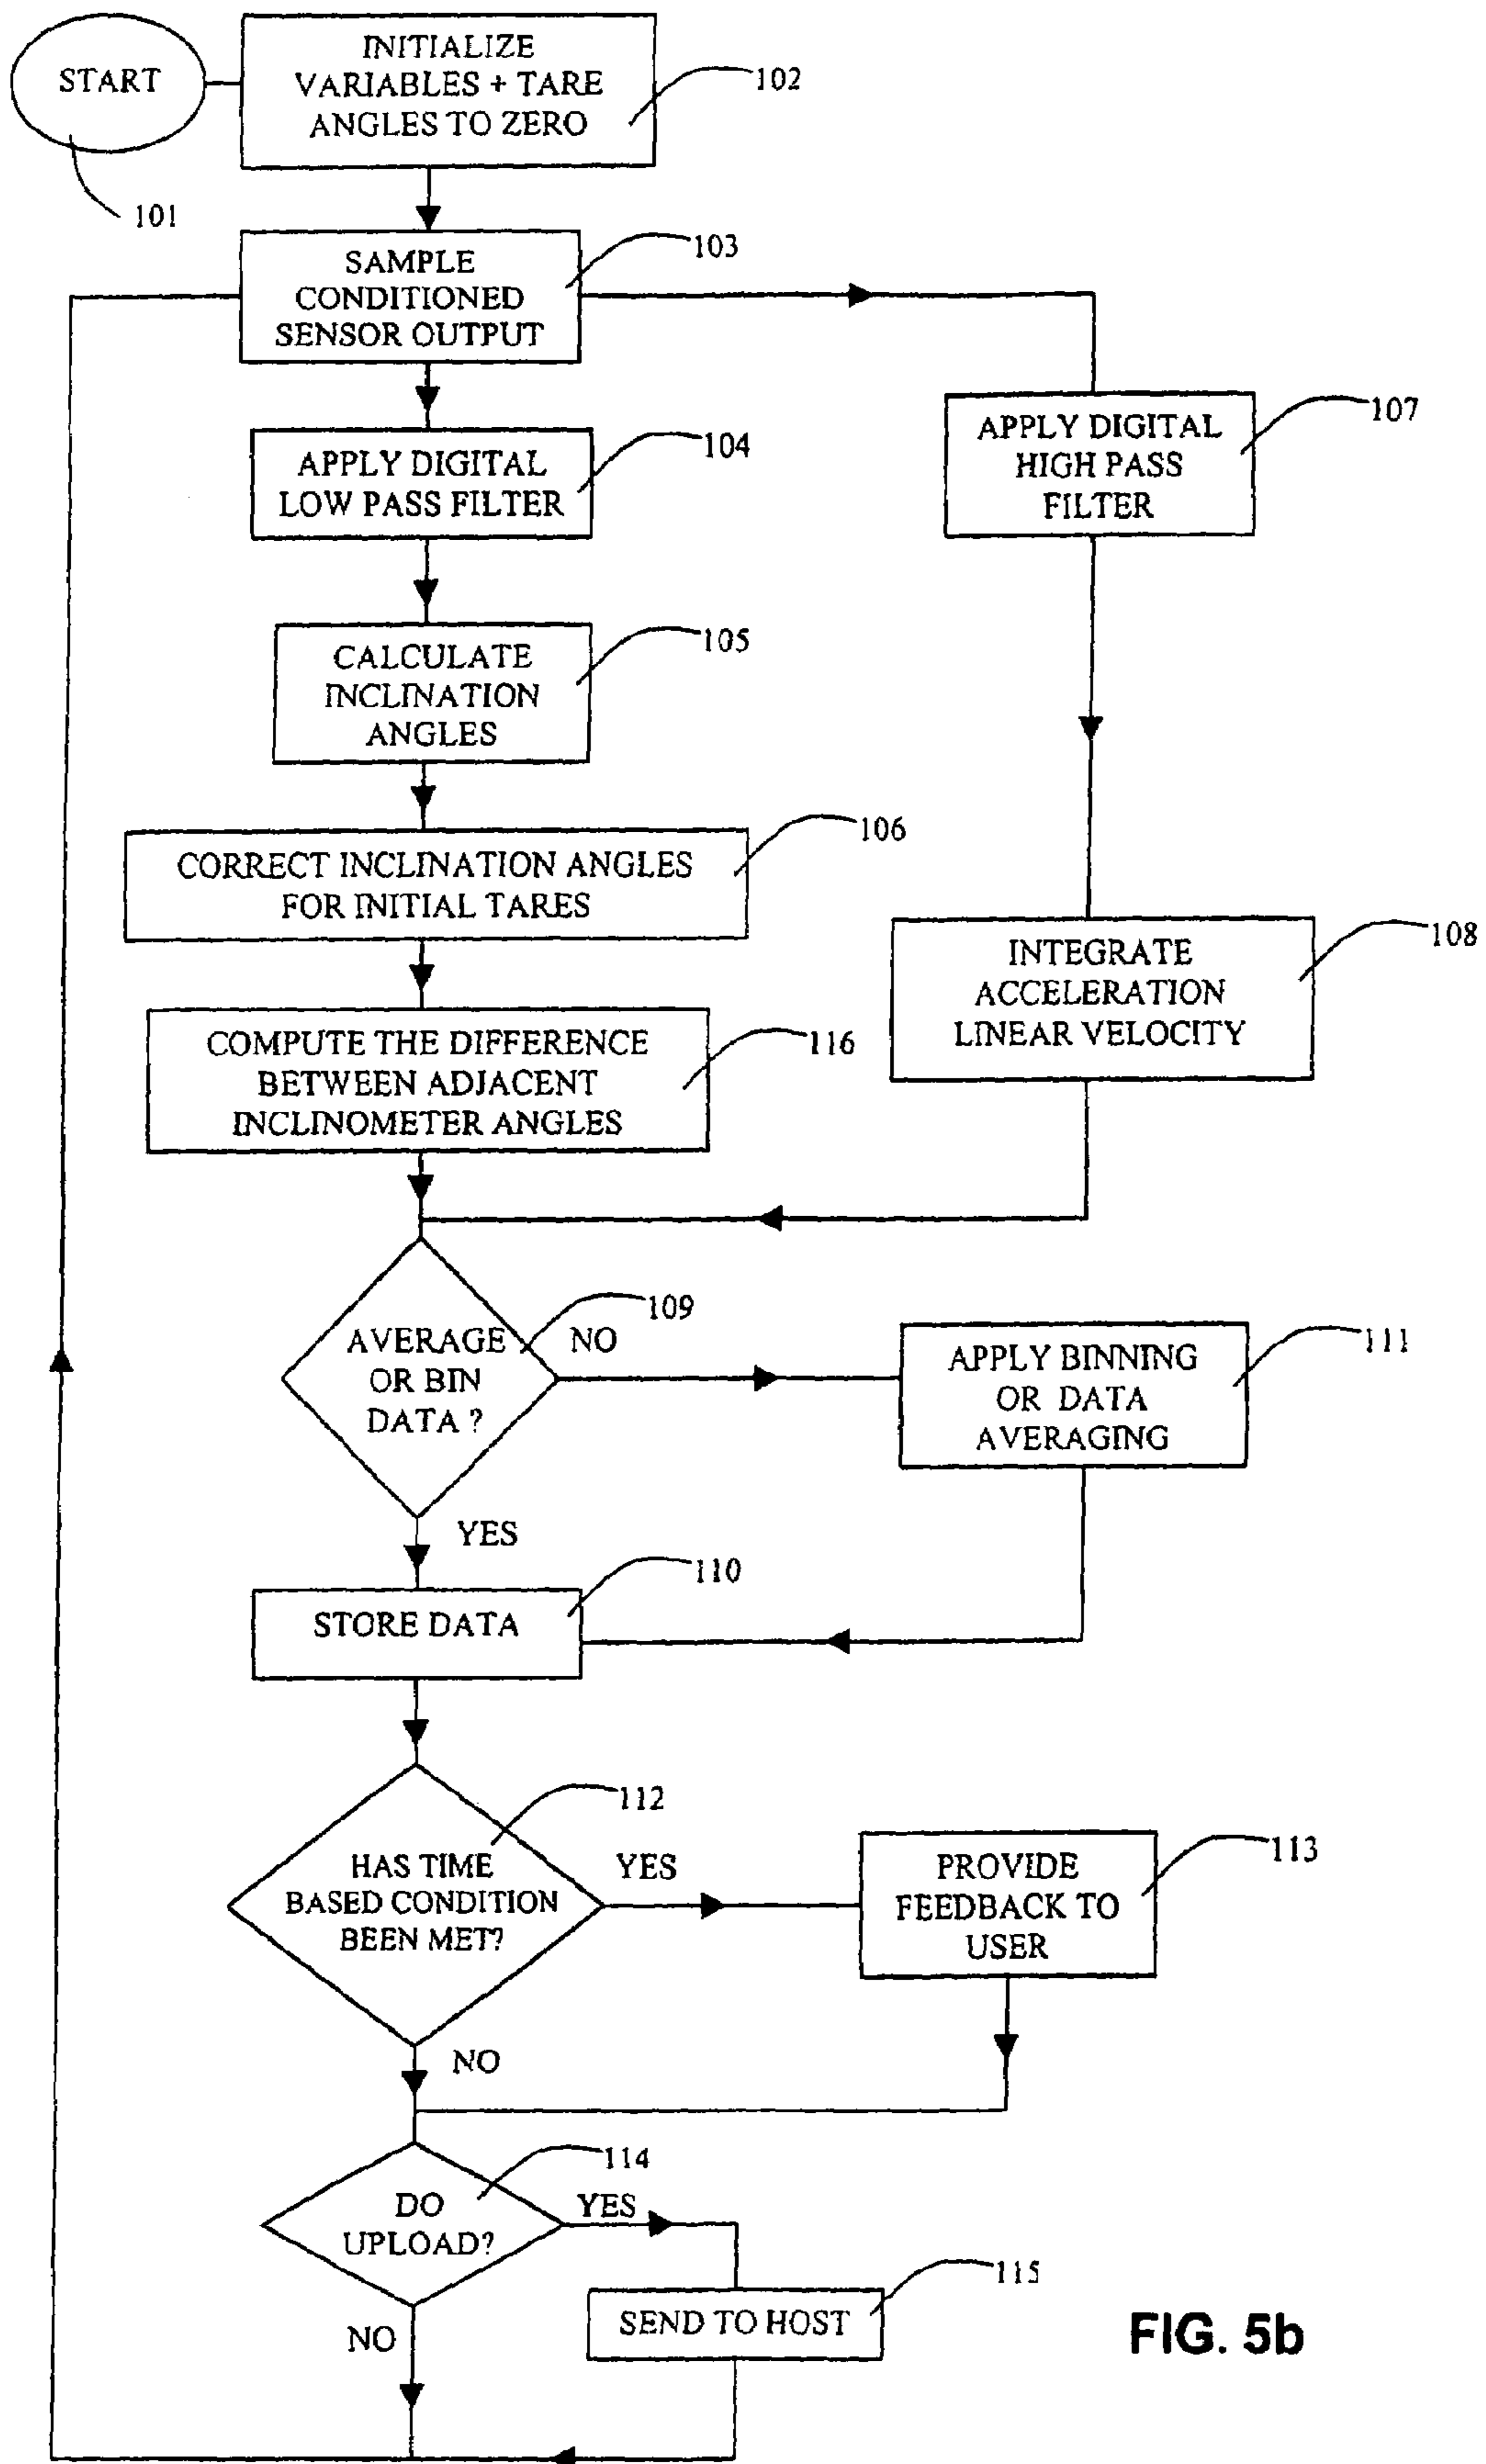 START
INITIALIZE
VARIABLES + TARE
ANGLES TO ZERO
102
101
SAMPLE
CONDITIONED
SENSOR OUTPUT
103
APPLY DIGITAL
LOW PASS FILTER
104
APPLY DIGITAL
HIGH PASS
FILTER
107
CALCULATE
INCLINATION
ANGLES
105
CORRECT INCLINATION ANGLES
FOR INITIAL TARES
106
INTEGRATE
ACCELERATION
LINEAR VELOCITY
108
COMPUTE THE DIFFERENCE
BETWEEN ADJACENT
INCLINOMETER ANGLES
116
AVERAGE
OR BIN
DATA ?
109
NO
APPLY BINNING
OR DATA
AVERAGING
111
YES
STORE DATA
110
HAS TIME
BASED CONDITION
BEEN MET?
112
YES
PROVIDE
FEEDBACK TO
USER
113
NO
DO
UPLOAD?
114
YES
SEND TO HOST
115
NO
FIG. 5b